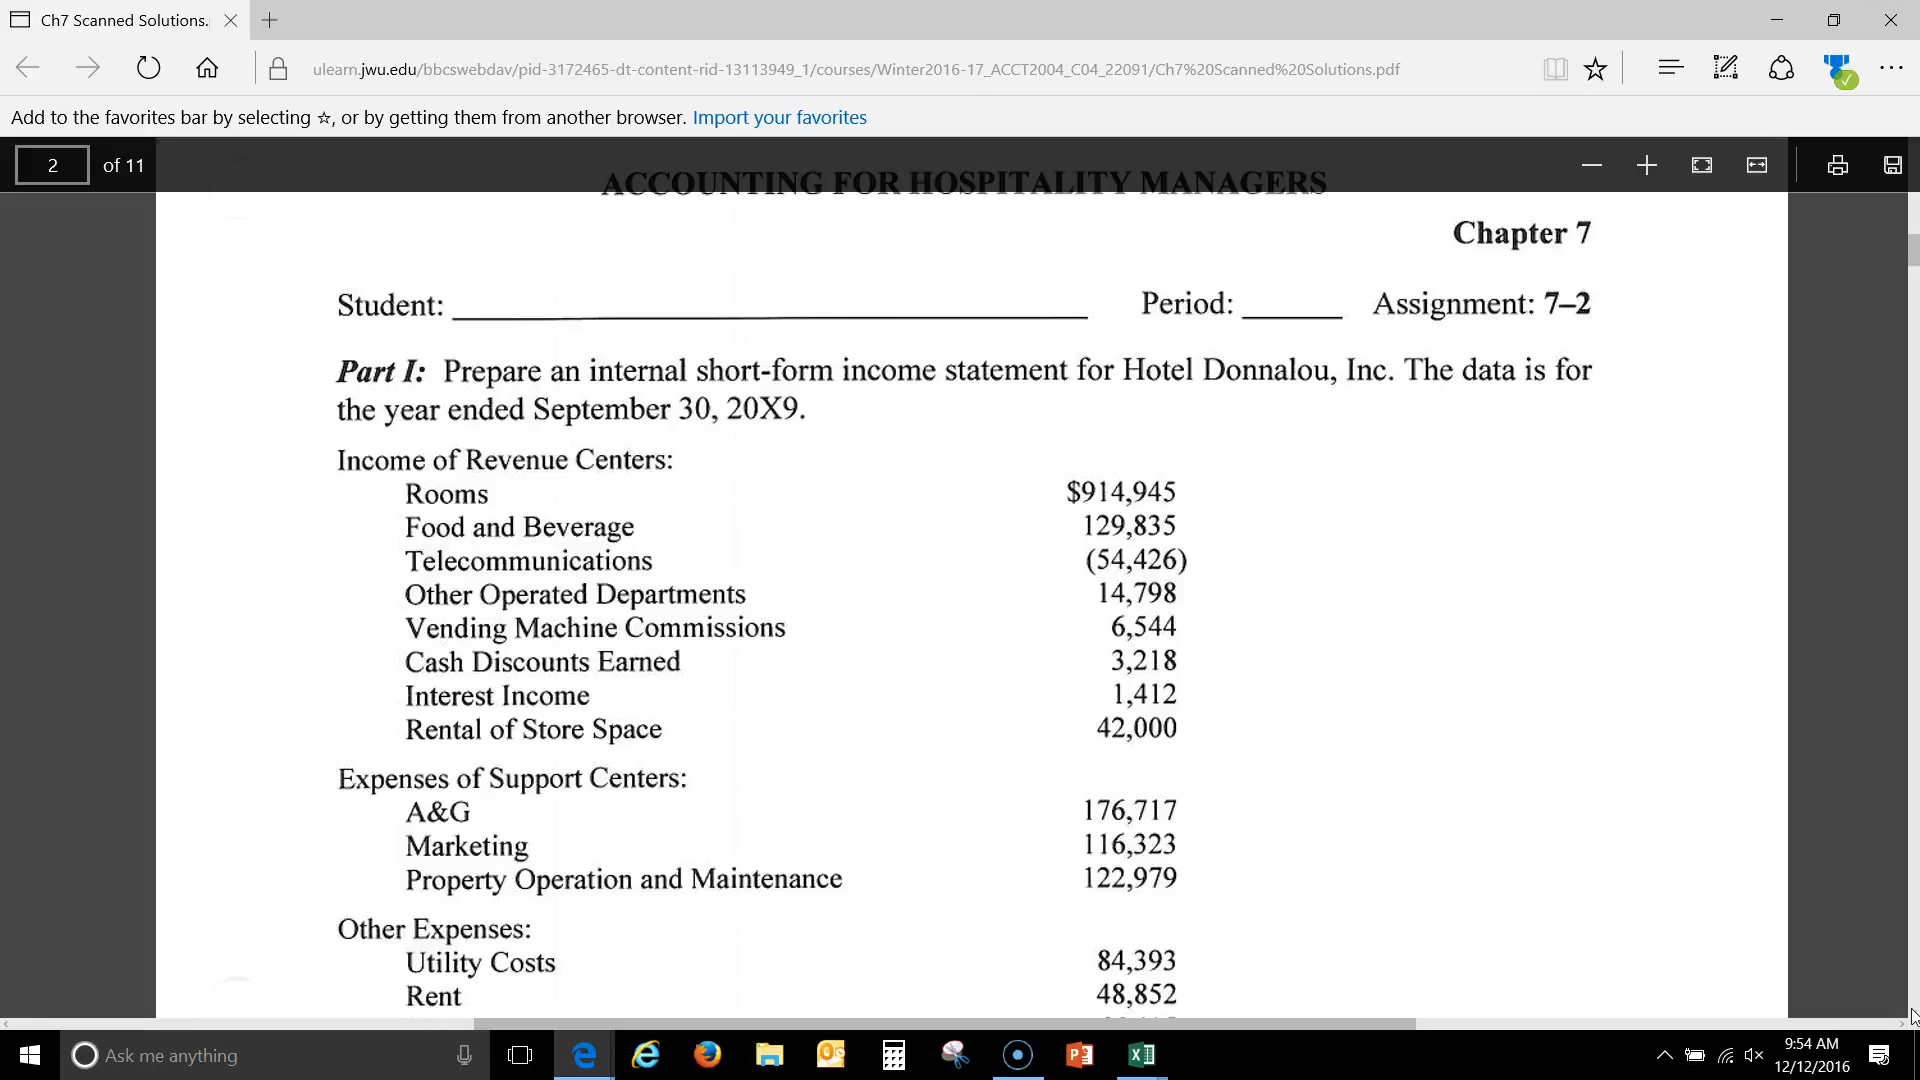 Ch7 Scanned Solutions.
ulearn.jwu.edu/bbcswebdav/pid-3172465-dt-content-rid-13113949_1/courses/Winter2016-17_ACCT2004_C04_22091/Ch7%20Scanned%20Solutions.pdf
Add to the favorites bar by selecting ☆, or by getting them from another browser. Import your favorites
2 of 11
ACCOUNTING FOR HOSPITALITY MANAGERS
Chapter 7
Student: Period: Assignment: 7–2
Part I: Prepare an internal short-form income statement for Hotel Donnalou, Inc. The data is for
the year ended September 30, 20X9.
Income of Revenue Centers:
Rooms $914,945
Food and Beverage 129,835
Telecommunications (54,426)
Other Operated Departments 14,798
Vending Machine Commissions 6,544
Cash Discounts Earned 3,218
Interest Income 1,412
Rental of Store Space 42,000
Expenses of Support Centers:
A&G 176,717
Marketing 116,323
Property Operation and Maintenance 122,979
Other Expenses:
Utility Costs 84,393
Rent 48,852
Ask me anything
9:54 AM
12/12/2016